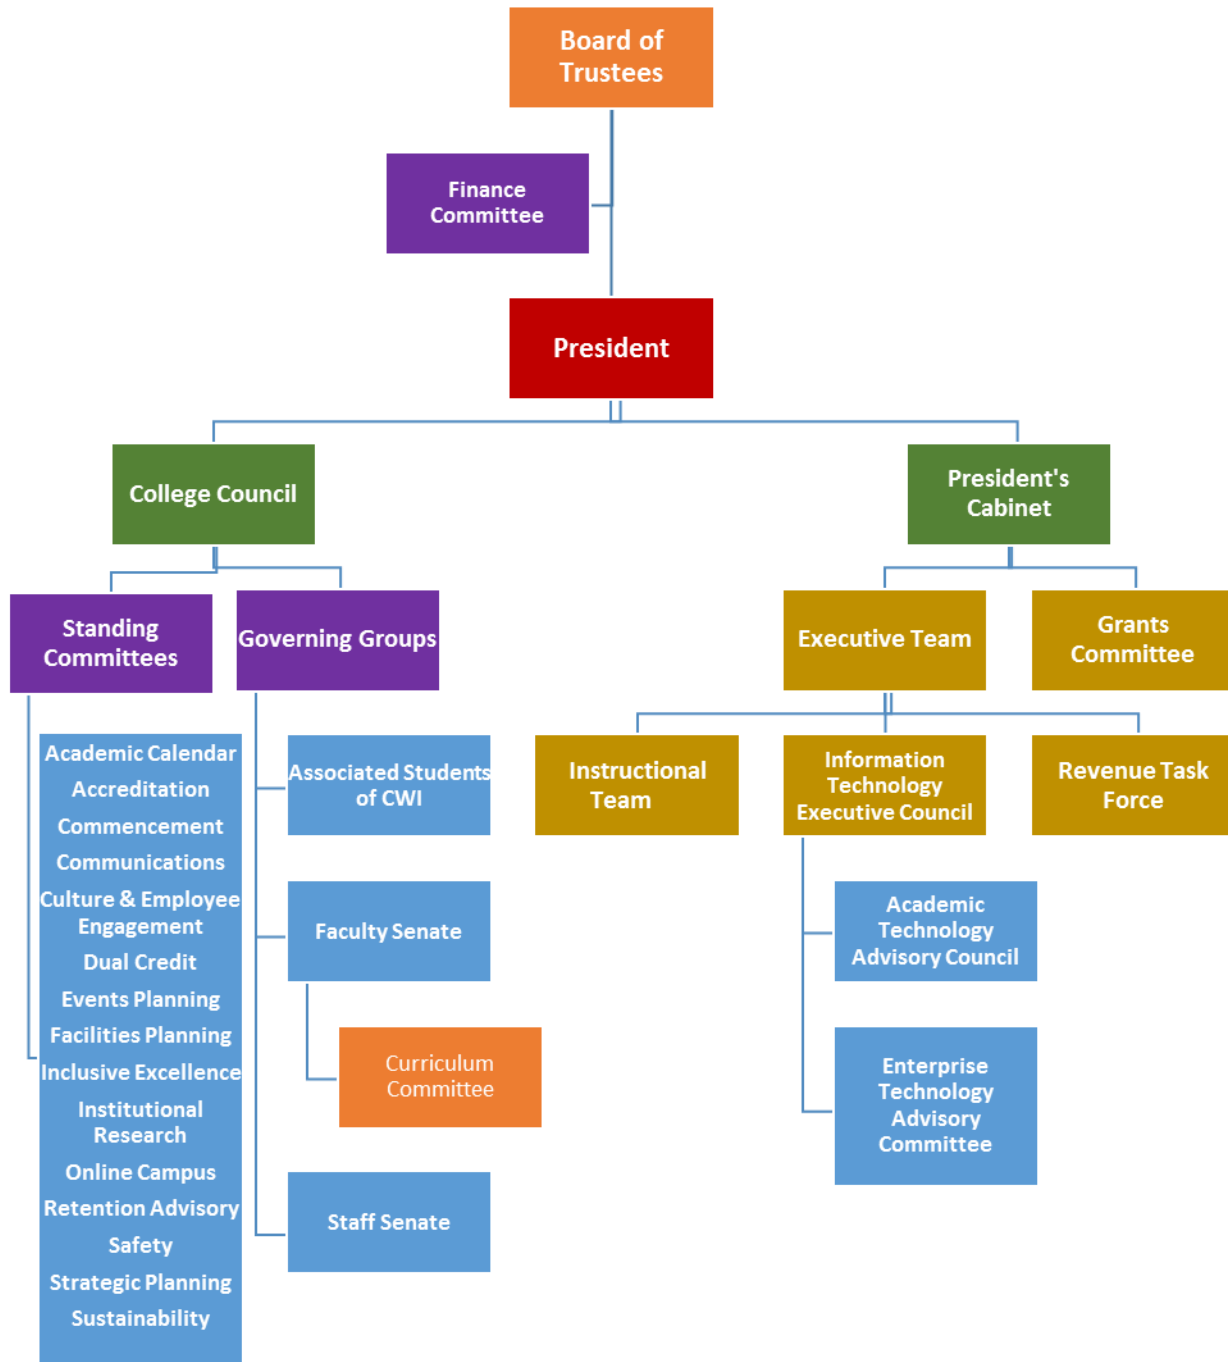 Board of
Trustees
Finance
Committee
President
College Council
President's
Cabinet
Standing
Committees
Governing Groups
Executive Team
Grants
Committee
Academic Calendar
Accreditation
Commencement
Communications
Culture & Employee
Engagement
Dual Credit
Events Planning
Facilities Planning
Inclusive Excellence
Institutional
Research
Online Campus
Retention Advisory
Safety
Strategic Planning
Sustainability
Associated Students
of CWI
Faculty Senate
Curriculum
Committee
Staff Senate
Instructional
Team
Information
Technology
Executive Council
Revenue Task
Force
Academic
Technology
Advisory Council
Enterprise
Technology
Advisory
Committee